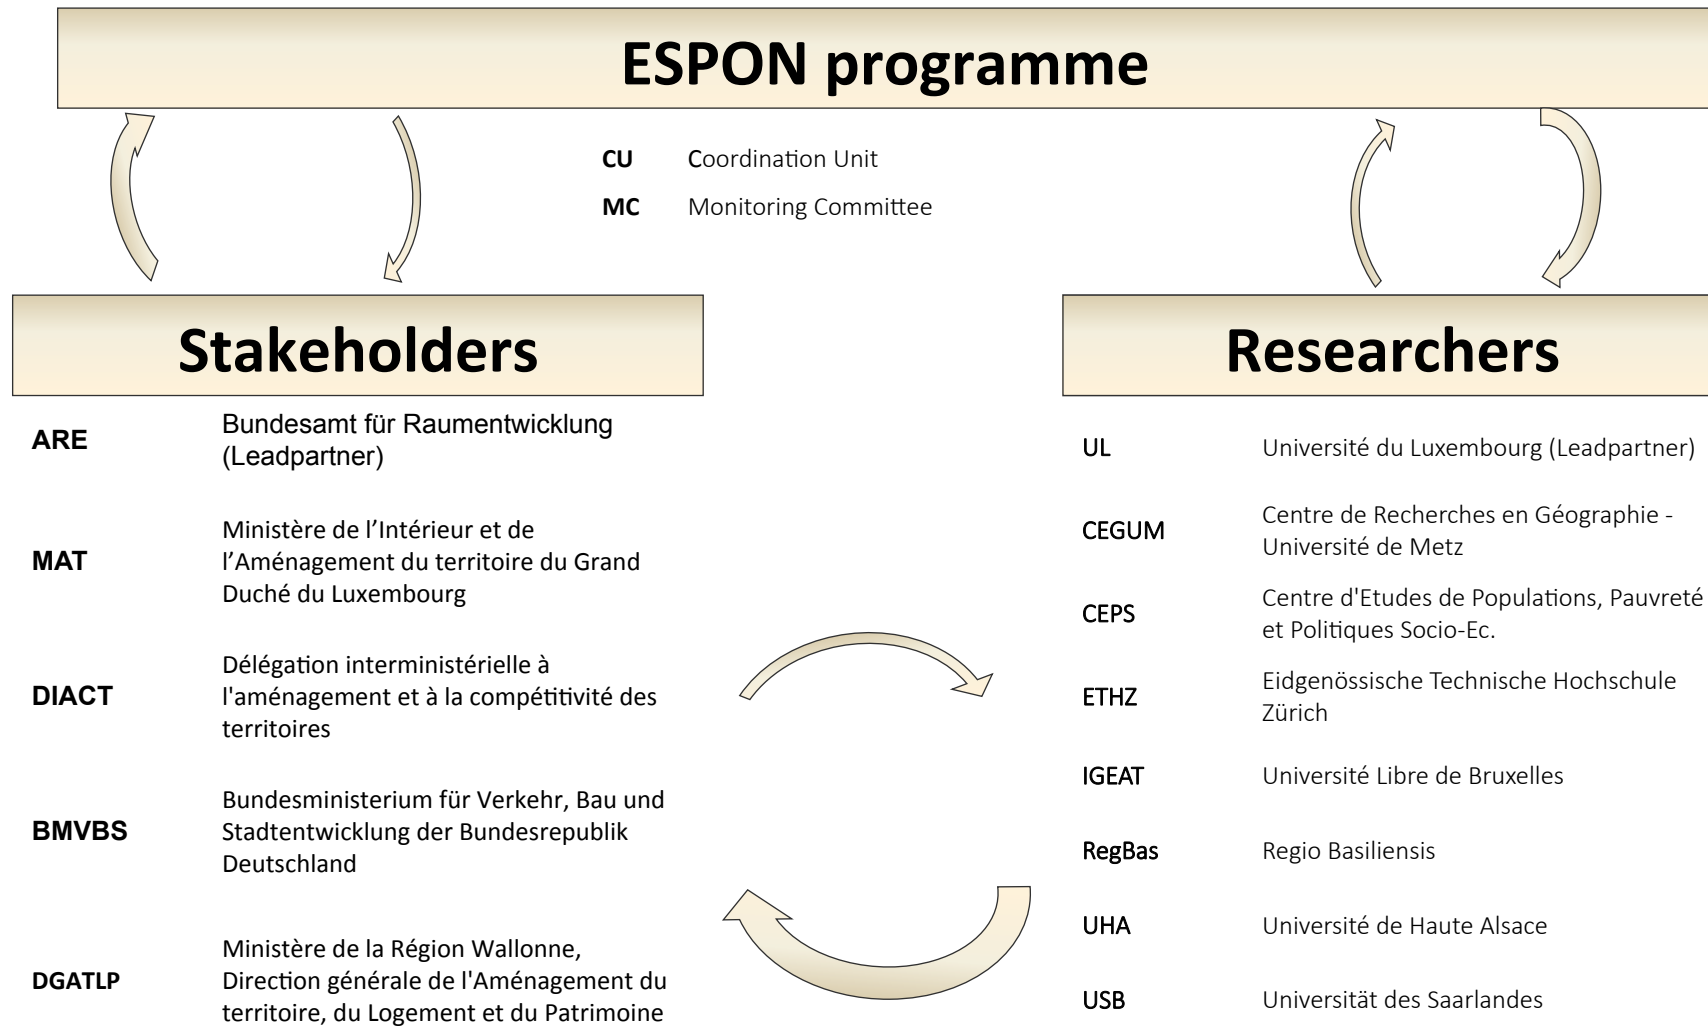 ESPON programme
CU Coordination Unit
MC Monitoring Committee
Stakeholders
ARE Bundesamt für Raumentwicklung
(Leadpartner)
MAT Ministère de l’Intérieur et de
l’Aménagement du territoire du Grand
Duché du Luxembourg
DIACT Délégation interministérielle à
l'aménagement et à la compétitivité des
territoires
BMVBS Bundesministerium für Verkehr, Bau und
Stadtentwicklung der Bundesrepublik
Deutschland
DGATLP Ministère de la Région Wallonne,
Direction générale de l'Aménagement du
territoire, du Logement et du Patrimoine
Researchers
UL Université du Luxembourg (Leadpartner)
CEGUM Centre de Recherches en Géographie -
Université de Metz
CEPS Centre d'Etudes de Populations, Pauvreté
et Politiques Socio-Ec.
ETHZ Eidgenössische Technische Hochschule
Zürich
IGEAT Université Libre de Bruxelles
RegBas Regio Basiliensis
UHA Université de Haute Alsace
USB Universität des Saarlandes